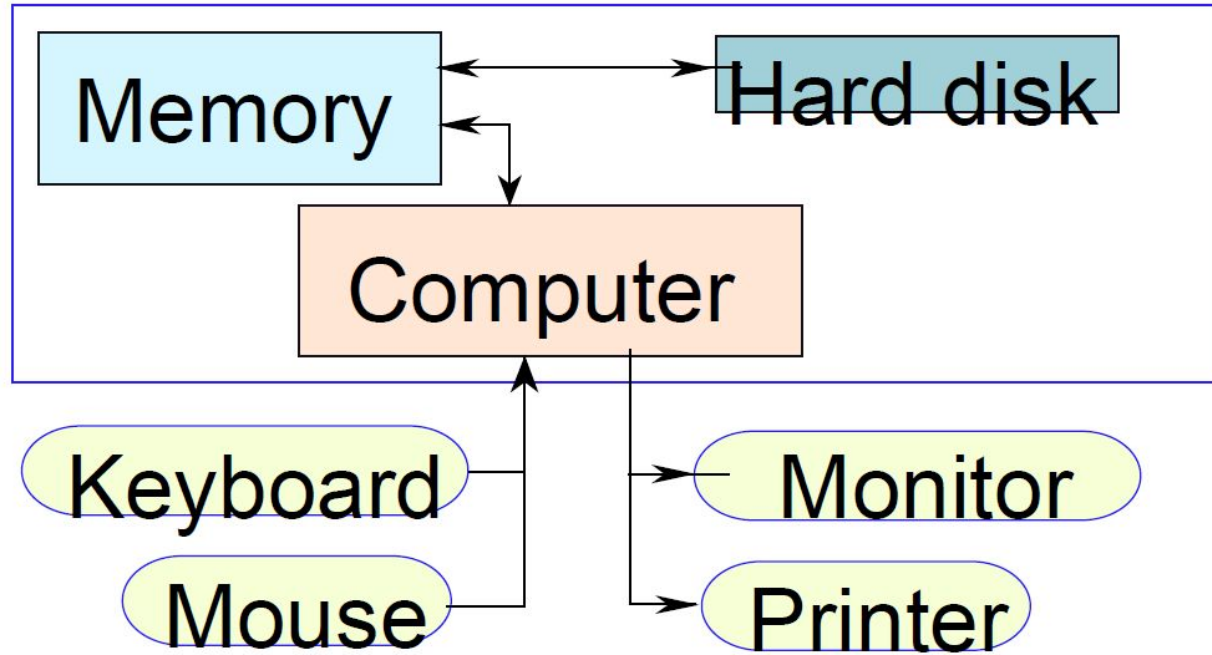 Memory
Hard disk
Computer
Keyboard
Monitor
Mouse
Printer